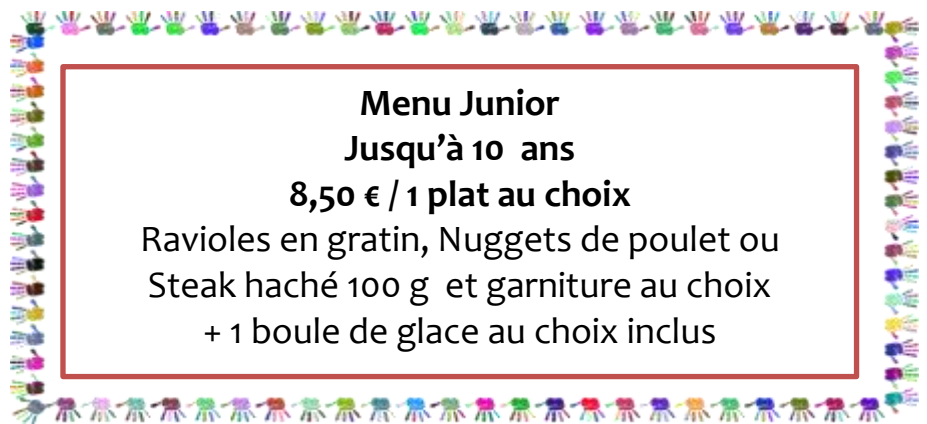 Menu Junior
Jusqu’à 10 ans
8,50 € / 1 plat au choix
Ravioles en gratin, Nuggets de poulet ou
Steak haché 100 g et garniture au choix
+ 1 boule de glace au choix inclus